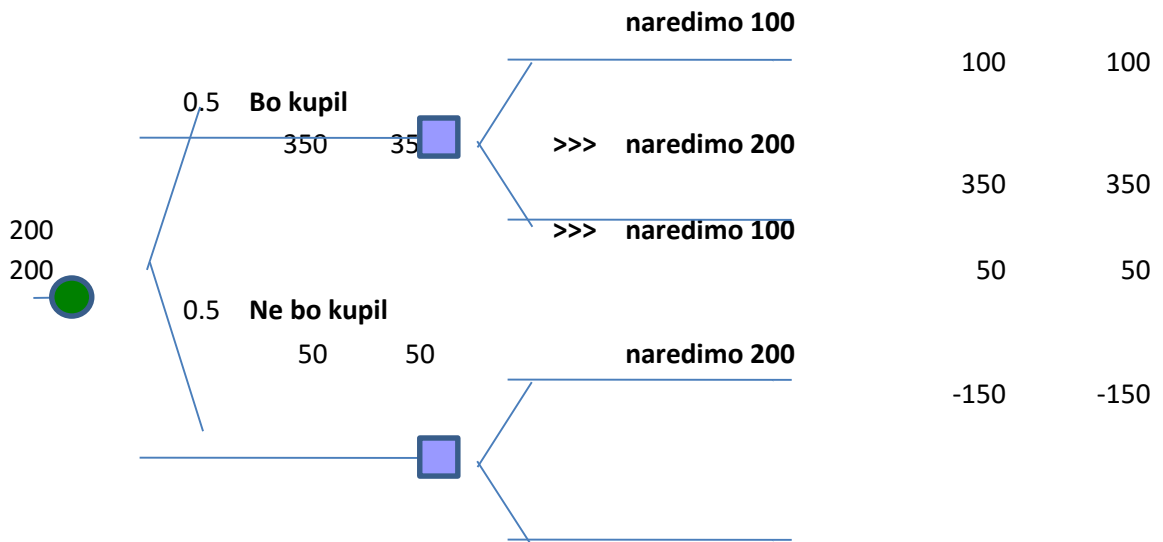 naredimo 100
100 100
0.5 Bo kupil
350 35 >>> naredimo 200
350 350
200 >>> naredimo 100
200 50 50
0.5 Ne bo kupil
50 50 naredimo 200
-150 -150